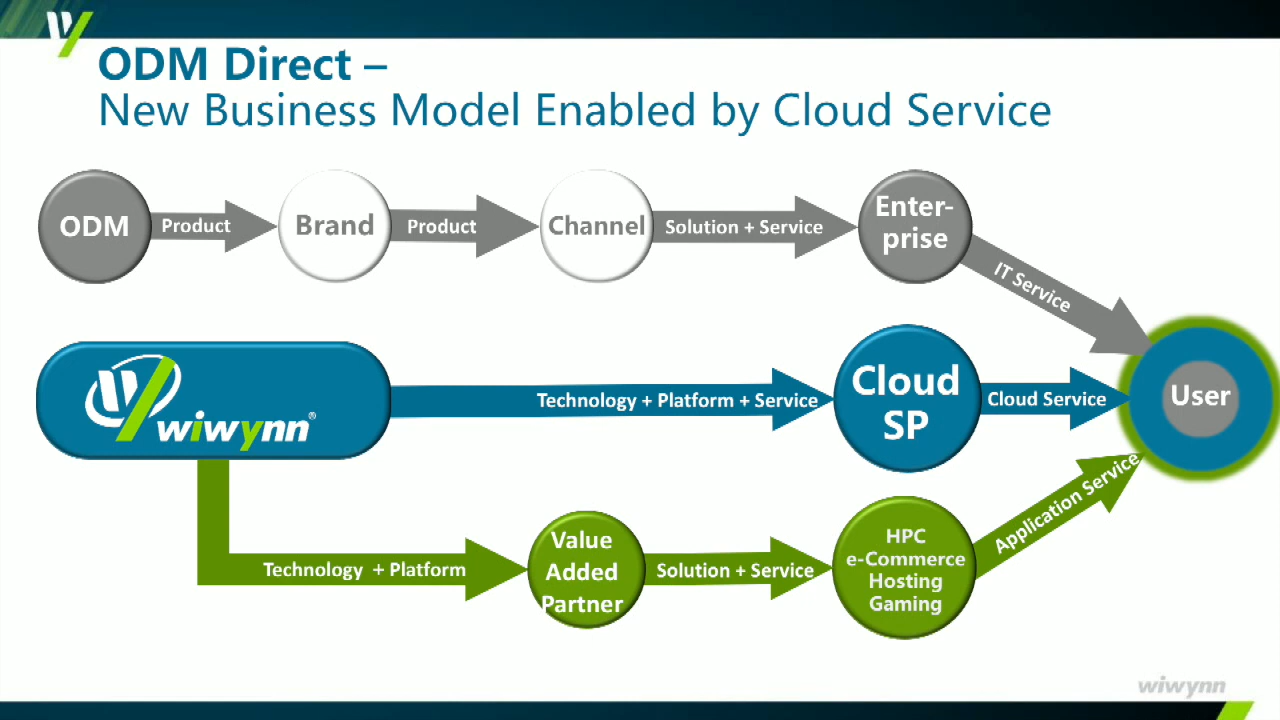 ODM Direct –
New Business Model Enabled by Cloud Service
ODM
Product
Brand
Product
Channel
Solution + Service
Enter-
prise
IT Service
wiwynn®
Technology + Platform + Service
Cloud
SP
Cloud Service
User
Technology + Platform
Value
Added
Partner
Solution + Service
HPC
e-Commerce
Hosting
Gaming
Application Service
wiwynn